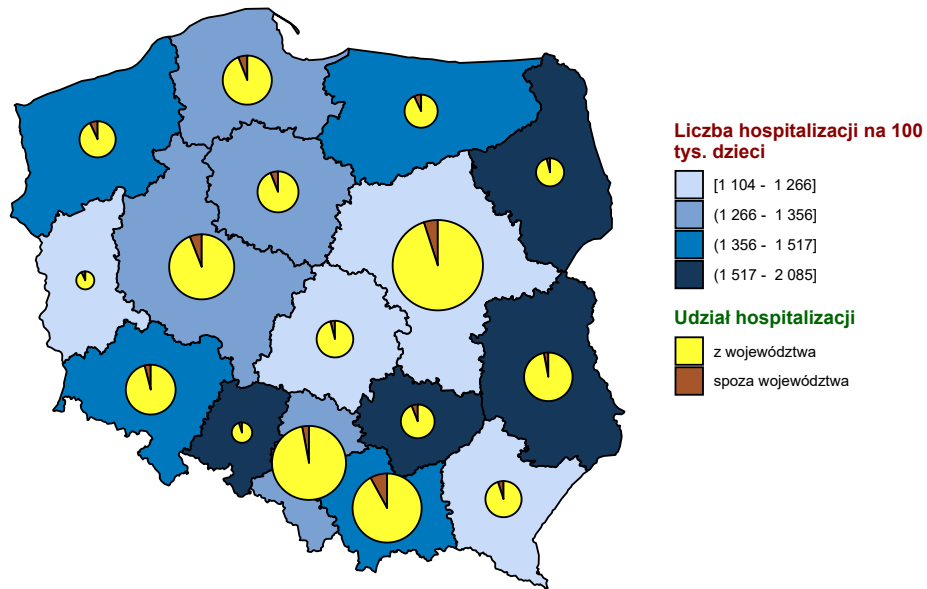 Liczba hospitalizacji na 100
tys. dzieci
[1 104 - 1 266]
(1 266 - 1 356]
(1 356 - 1 517]
(1 517 - 2 085]
Udział hospitalizacji
z województwa
spoza województwa